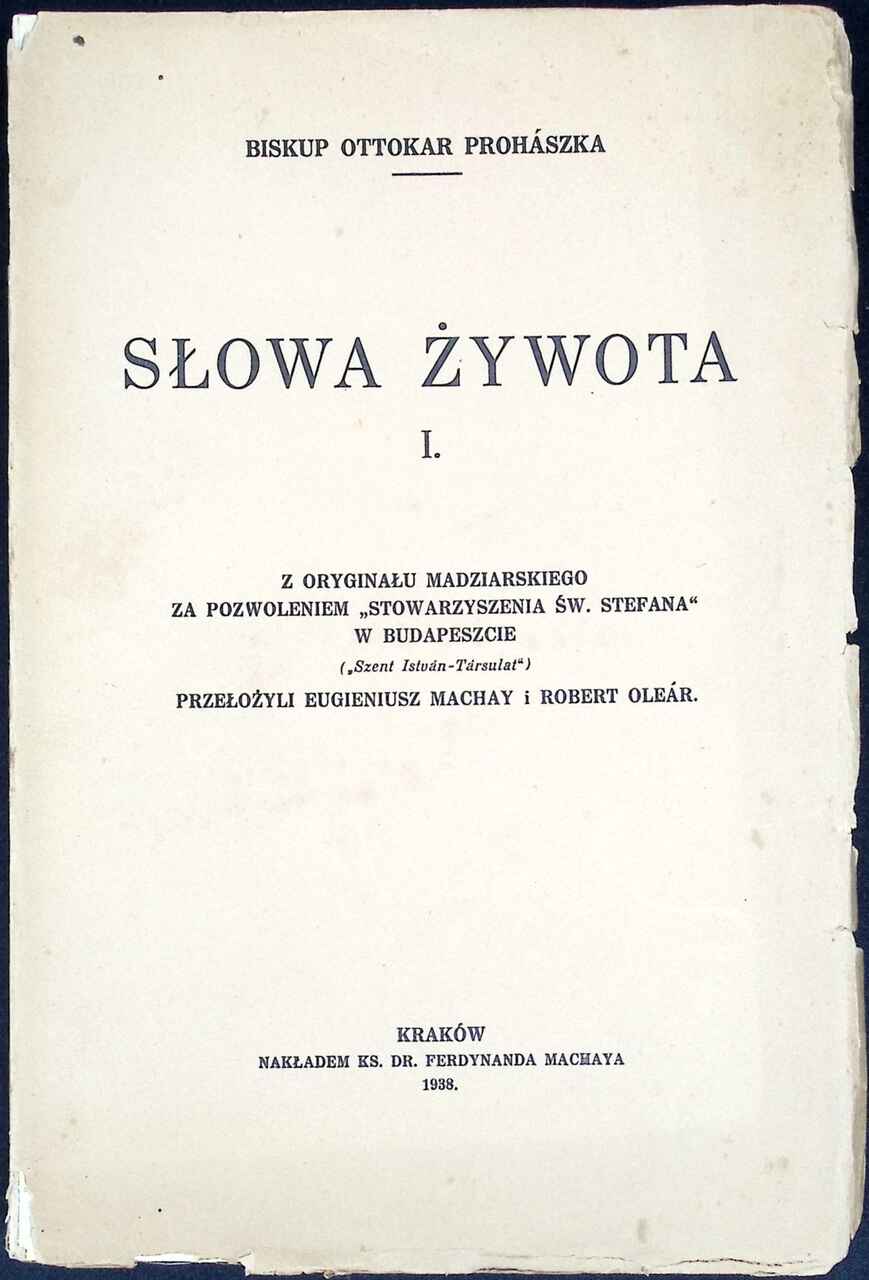 BISKUP OTTOKAR PROHÁSZKA
SŁOWA ŻYWOTA
I.
Z ORYGINAŁU MADZIARSKIEGO
ZA POZWOLENIEM „STOWARZYSZENIA ŚW. STEFANA“
W BUDAPESZCIE
(„Szent István-Társulat“)
PRZEŁOŻYLI EUGIENIUSZ MACHAY i ROBERT OLEÁR.
KRAKÓW
NAKŁADEM KS. DR. FERDYNANDA MACHAYA
1938.